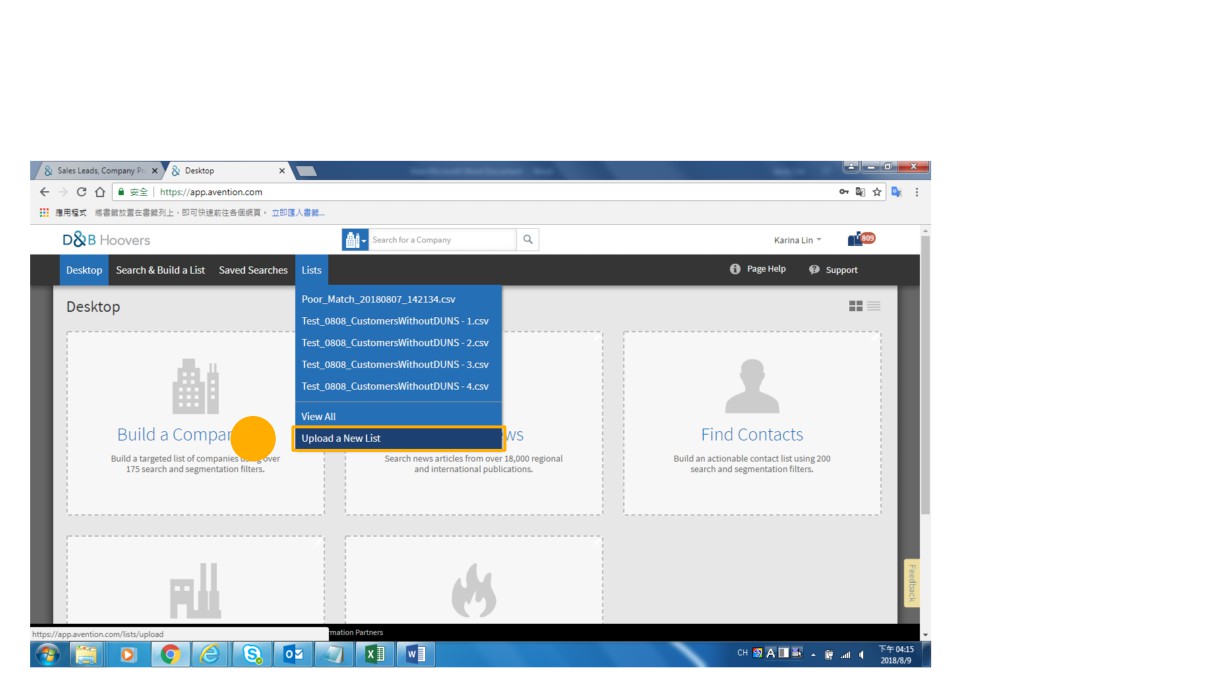 Sales Leads, Company Pr
Desktop
安全 | https://app.avention.com
應用程式 將書籤放置在書籤列上，即可快速前往各個網頁。 立即匯入書籤...
D&B Hoovers
Search for a Company
Karina Lin
809
Desktop Search & Build a List Saved Searches Lists
Page Help Support
Desktop
Poor_Match_20180807_142134.csv
Test_0808_CustomersWithoutDUNS - 1.csv
Test_0808_CustomersWithoutDUNS - 2.csv
Test_0808_CustomersWithoutDUNS - 3.csv
Test_0808_CustomersWithoutDUNS - 4.csv
View All
Upload a New List
Build a Compan
Build a targeted list of companies using over
175 search and segmentation filters.
ws
Search news articles from over 18,000 regional
and international publications.
Find Contacts
Build an actionable contact list using 200
search and segmentation filters.
Feedback
https://app.avention.com/lists/upload
rmation Partners
CH
A
下午 04:15
2018/8/9